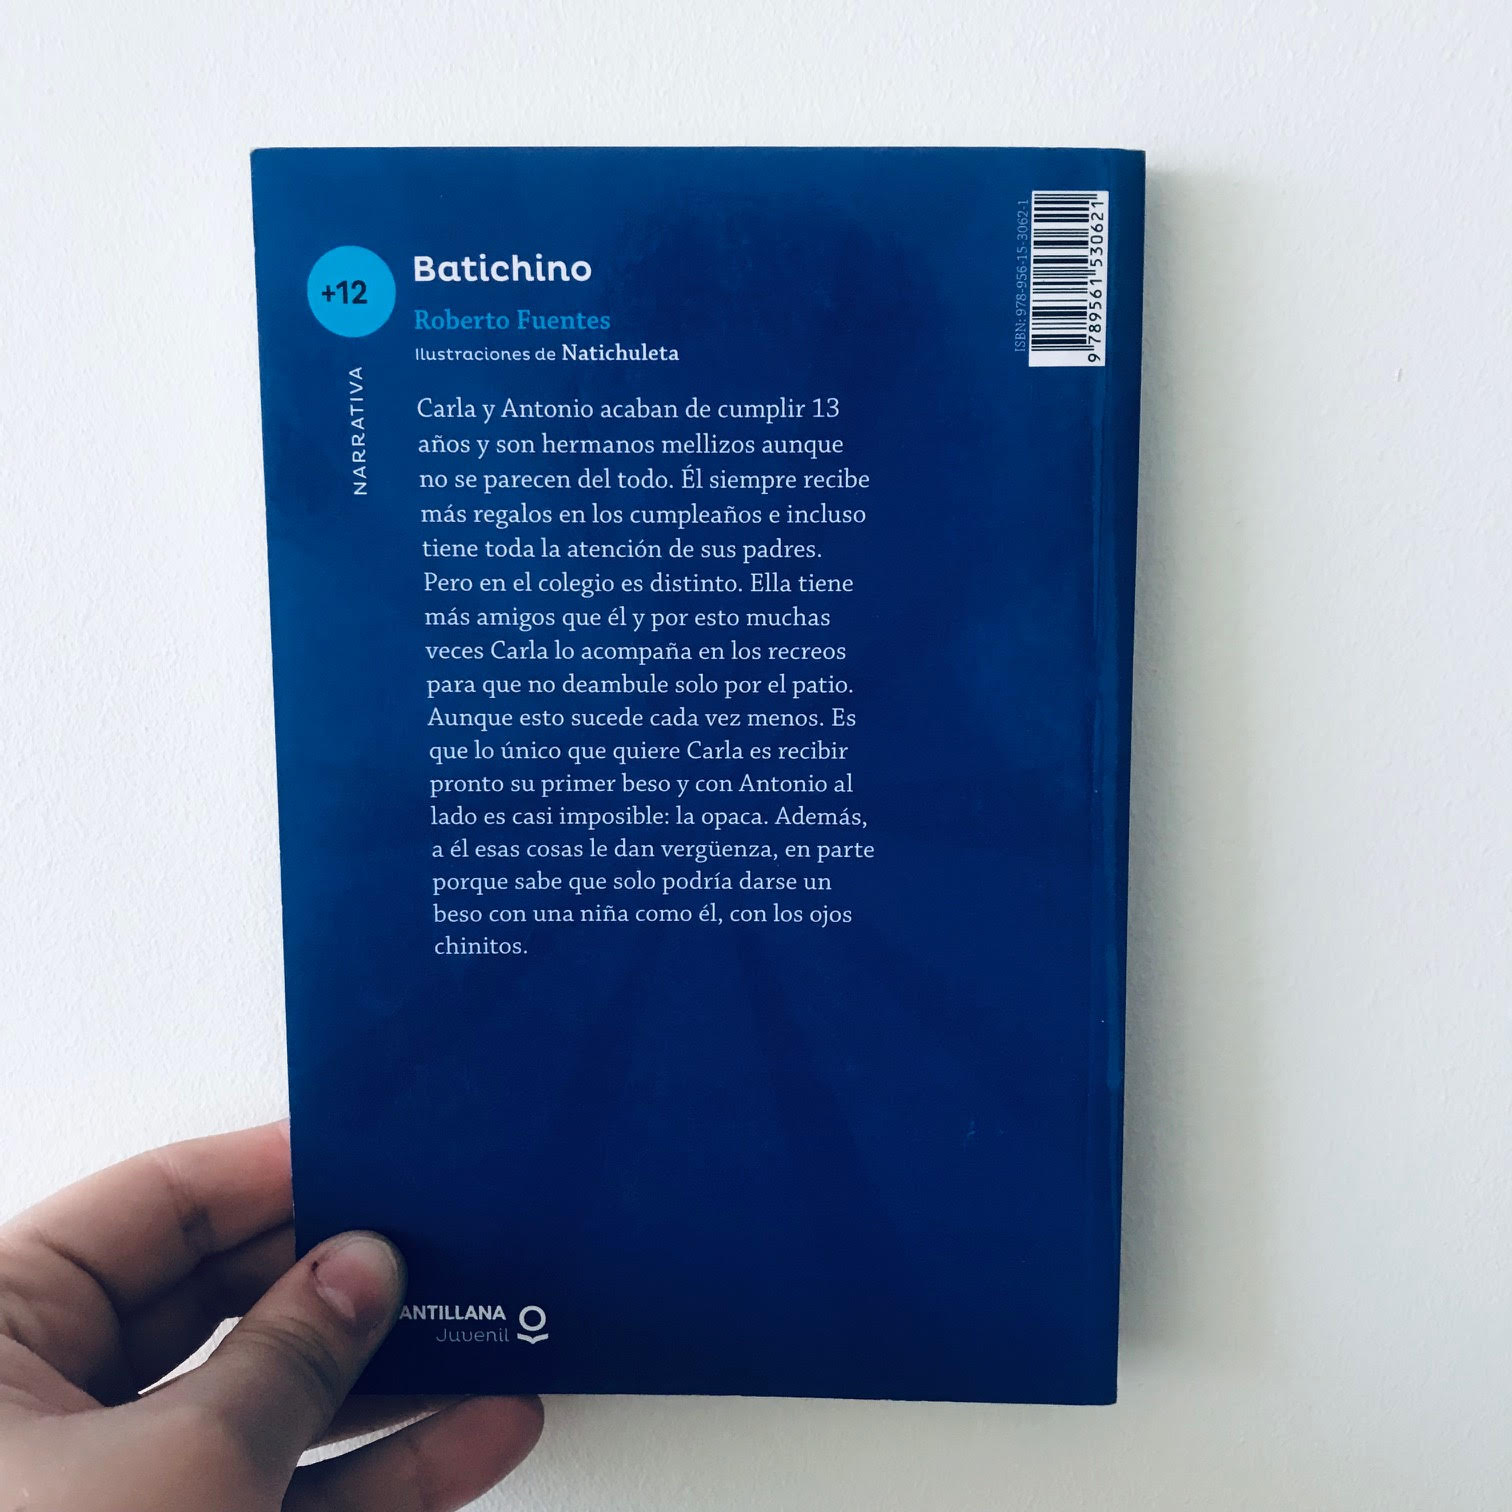 +12
NARRATIVA
Batichino
Roberto Fuentes
Ilustraciones de Natichuleta
Carla y Antonio acaban de cumplir 13
años y son hermanos mellizos aunque
no se parecen del todo. Él siempre recibe
más regalos en los cumpleaños e incluso
tiene toda la atención de sus padres.
Pero en el colegio es distinto. Ella tiene
más amigos que él y por esto muchas
veces Carla lo acompaña en los recreos
para que no deambule solo por el patio.
Aunque esto sucede cada vez menos. Es
que lo único que quiere Carla es recibir
pronto su primer beso y con Antonio al
lado es casi imposible: la opaca. Además,
a él esas cosas le dan vergüenza, en parte
porque sabe que solo podría darse un
beso con una niña como él, con los ojos
chinitos.
ISBN: 978-956-15-3062-1
9 789561 530621
ANTILLANA
Juvenil